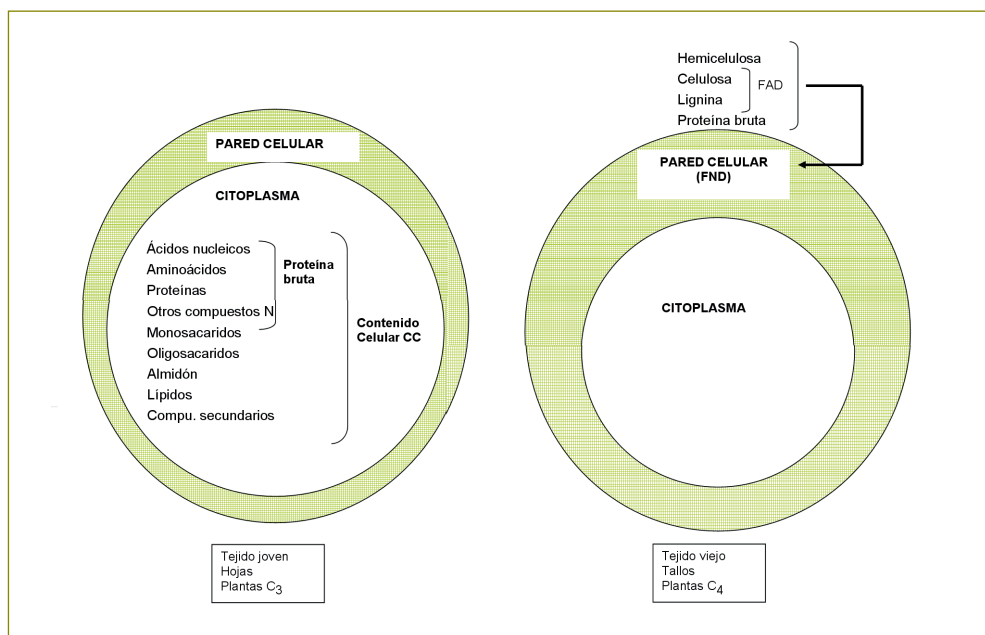 PARED CELULAR
CITOPLASMA
Ácidos nucleicos
Aminoácidos
Proteínas
Otros compuestos N
Monosacaridos
Oligosacaridos
Almidón
Lípidos
Compu. secundarios
Proteína
bruta
Contenido
Celular CC
Tejido joven
Hojas
Plantas C3
Hemicelulosa
Celulosa
Lignina
Proteína bruta
FAD
PARED CELULAR
(FND)
CITOPLASMA
Tejido viejo
Tallos
Plantas C4